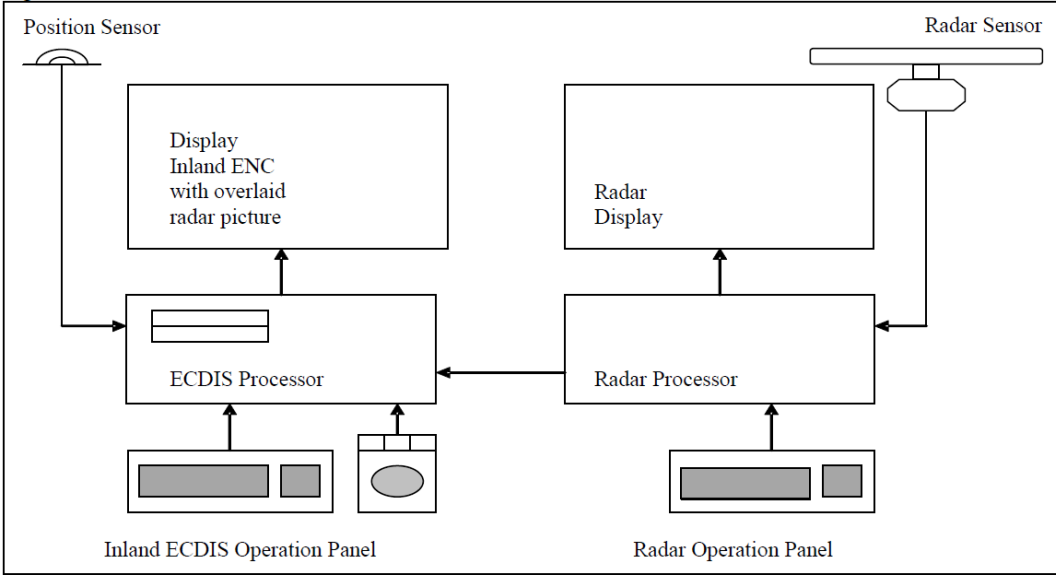 Position Sensor
Radar Sensor
Display
Inland ENC
with overlaid
radar picture
Radar
Display
ECDIS Processor
Radar Processor
Inland ECDIS Operation Panel
Radar Operation Panel